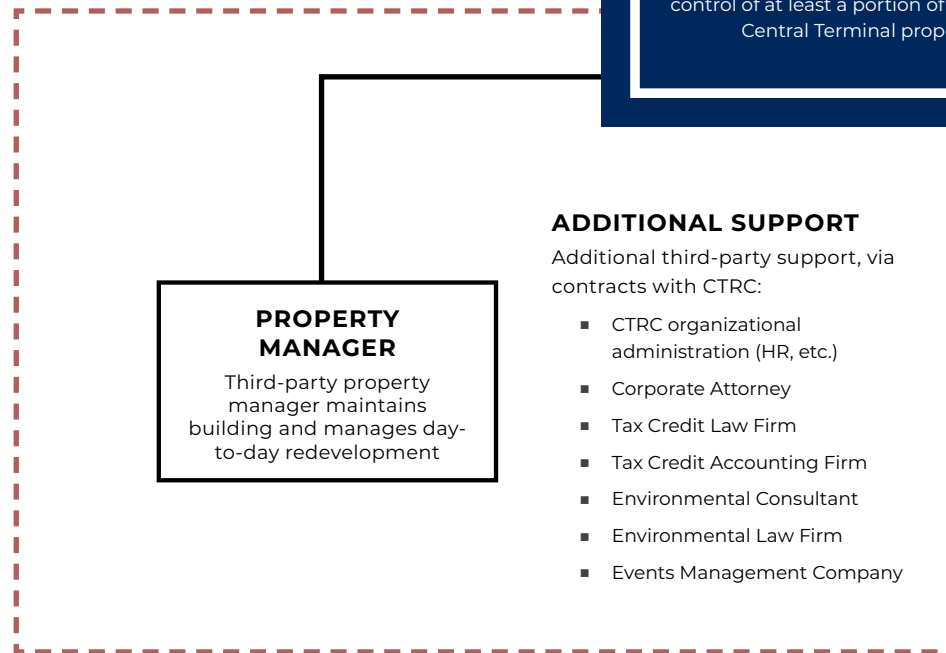 control of at least a portion of
Central Terminal
ADDITIONAL SUPPORT
Additional third-party support, via
contracts with CTRC:
▪ CTRC organizational
administration (HR, etc.)
▪ Corporate Attorney
▪ Tax Credit Law Firm
▪ Tax Credit Accounting Firm
▪ Environmental Consultant
▪ Environmental Law Firm
▪ Events Management Company
PROPERTY
MANAGER
Third-party property
manager maintains
building and manages day-
to-day redevelopment